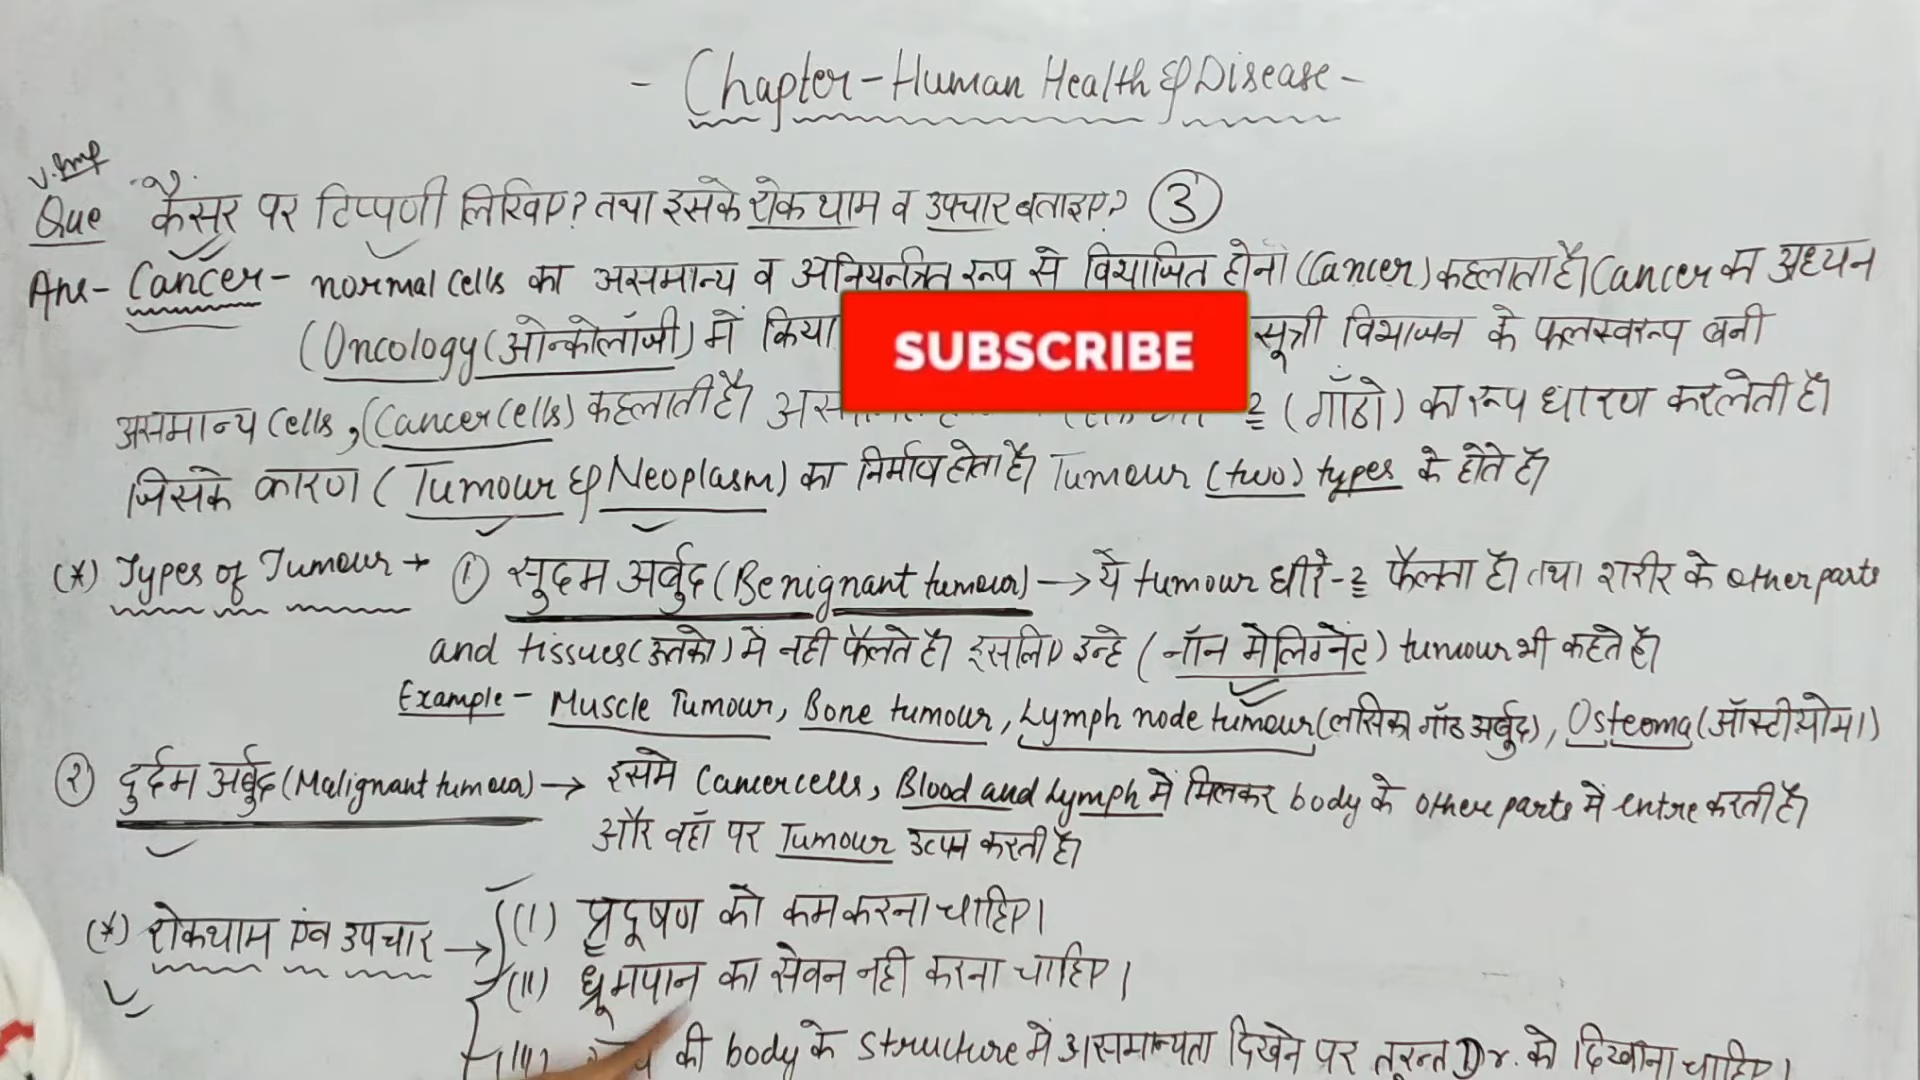 - Chapter - Human Health & Disease -
V. Imp
Que कैंसर पर टिप्पणी लिखिए? तथा इसके रोकथाम व उपचार बताइए? ③
Ans- Cancer - normal cells का असमान्य व अनियन्त्रित रूप से विभाजित होना (Cancer) कहलाता है। Cancer का अध्यन
(Oncology (ओन्कोलॉजी) में किया सूत्री विभाजन के फलस्वरूप बनी
SUBSCRIBE
असमान्य cells, (Cancer cells) कहलाती है। 2 (गाँठो) का रूप धारण कर लेती है।
जिसके कारण (Tumour & Neoplasm) का निर्माण होता है। Tumour (two) types के होते है।
(*) Types of Tumour → ① सुदम अर्बुद (Benignant tumour) → ये tumour धीरे-2 फैलता है। तथा शरीर के other parts
and tissues (उतको) में नही फैलते है। इसलिए इन्हे (नॉन मेलिग्नेंट) tumour भी कहते है।
Example - Muscle Tumour, Bone tumour, Lymph node tumour (लसिका गाँठ अर्बुद), Osteoma (ऑस्टीयोमा)
② दुर्दम अर्बुद (Malignant tumour) → इसमे Cancer cells, Blood and Lymph में मिलकर body के other parts में entre करती है।
और वहाँ पर Tumour उत्पन्न करती है।
(*) रोकथाम एंव उपचार → (I) प्रदूषण को कम करना चाहिए।
(II) ध्रूमपान का सेवन नही करना चाहिए।
(III) की body के structure में असमान्यता दिखने पर तुरन्त Dr. को दिखाना चाहिए।